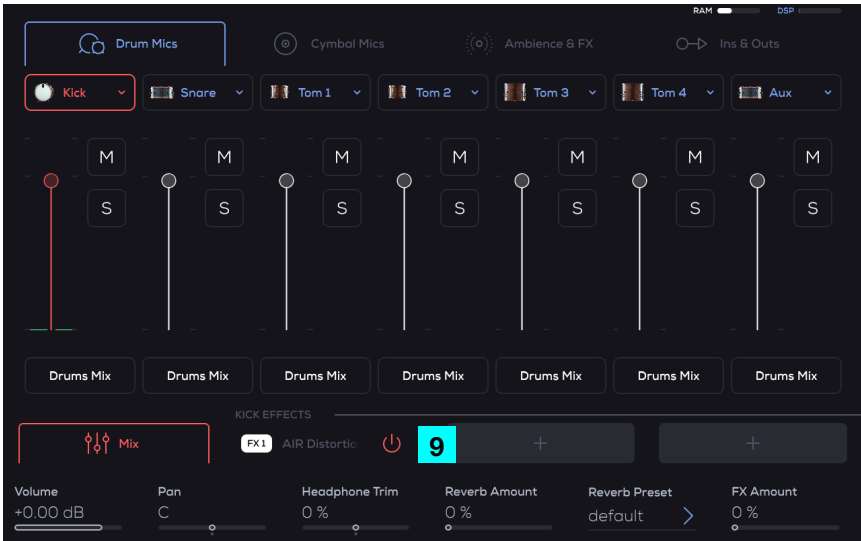 RAM DSP
Drum Mics Cymbal Mics Ambience & FX Ins & Outs
Kick Snare Tom 1 Tom 2 Tom 3 Tom 4 Aux
M M M M M M M
S S S S S S S
Drums Mix Drums Mix Drums Mix Drums Mix Drums Mix Drums Mix Drums Mix
KICK EFFECTS
Mix FX1 AIR Distortic 9 + +
Volume Pan Headphone Trim Reverb Amount Reverb Preset FX Amount
+0.00 dB C 0 % 0 % default 0 %